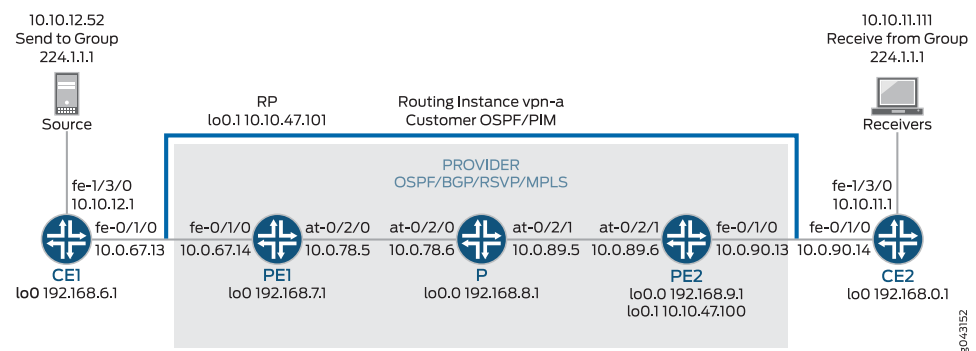 10.10.12.52
Send to Group
224.1.1.1
10.10.11.111
Receive from Group
224.1.1.1
Source
RP
lo0.1 10.10.47.101
Routing Instance vpn-a
Customer OSPF/PIM
Receivers
PROVIDER
OSPF/BGP/RSVP/MPLS
fe-1/3/0
10.10.12.1
fe-1/3/0
10.10.11.1
fe-0/1/0
10.0.67.13
fe-0/1/0
10.0.67.14
at-0/2/0
10.0.78.5
at-0/2/0
10.0.78.6
at-0/2/1
10.0.89.5
at-0/2/1
10.0.89.6
fe-0/1/0
10.0.90.13
fe-0/1/0
10.0.90.14
CE1
lo0 192.168.6.1
PE1
lo0 192.168.7.1
P
lo0.0 192.168.8.1
PE2
lo0.0 192.168.9.1
lo0.1 10.10.47.100
CE2
lo0 192.168.0.1
g043152